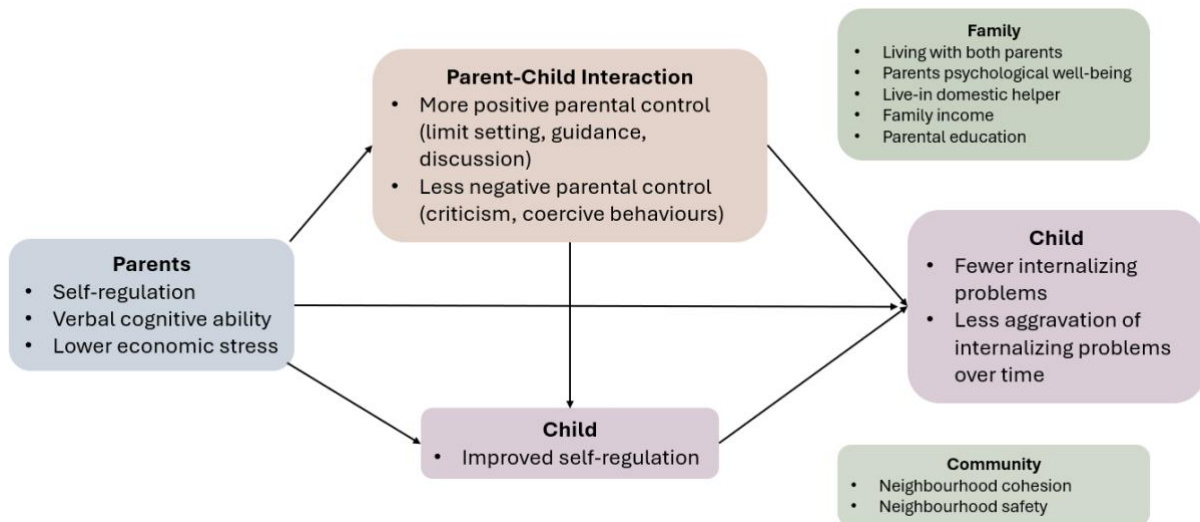 Family
• Living with both parents
• Parents psychological well-being
• Live-in domestic helper
• Family income
• Parental education
Parent-Child Interaction
• More positive parental control
(limit setting, guidance,
discussion)
• Less negative parental control
(criticism, coercive behaviours)
Parents
• Self-regulation
• Verbal cognitive ability
• Lower economic stress
Child
• Fewer internalizing
problems
• Less aggravation of
internalizing problems
over time
Child
• Improved self-regulation
Community
• Neighbourhood cohesion
• Neighbourhood safety